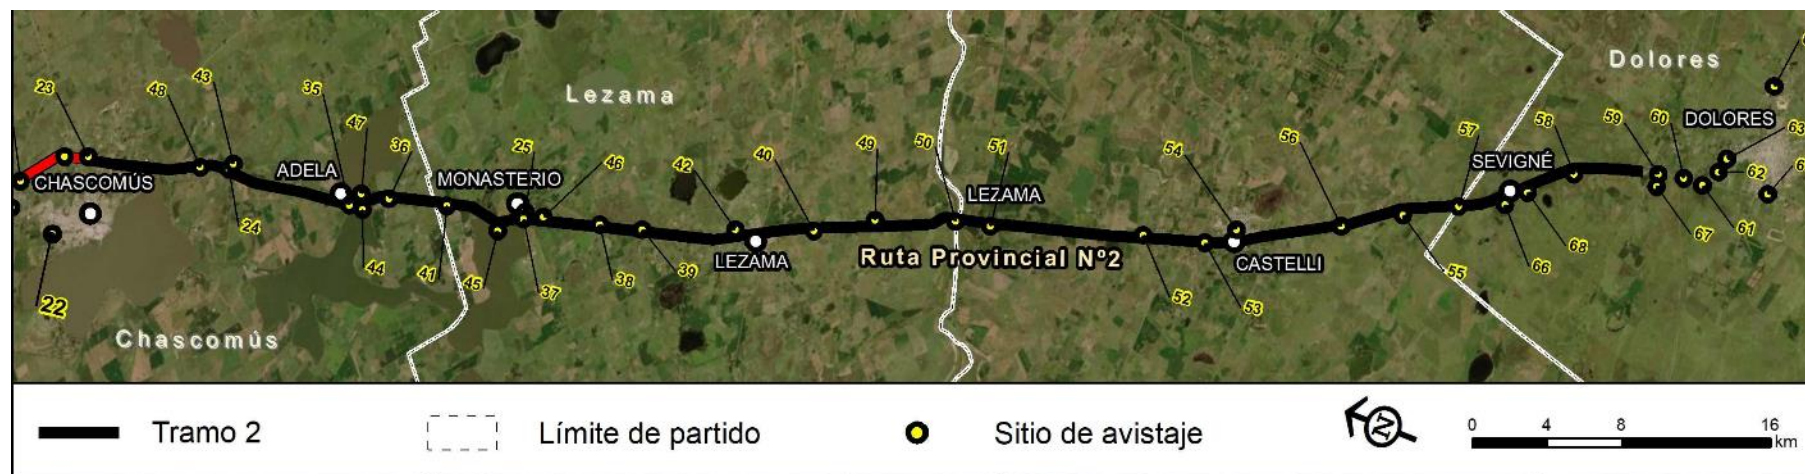 Dolores
Lezama
23
48
43
35
47
36
25
46
42
40
49
50
51
54
56
57
58
59
60
DOLORES
63
62
CHASCOMÚS
ADELA
MONASTERIO
LEZAMA
SEVIGNÉ
24
44
41
45
37
38
39
LEZAMA
Ruta Provincial Nº2
52
53
CASTELLI
55
66
68
67
61
22
Chascomús
Tramo 2
Límite de partido
Sitio de avistaje
N
0 4 8 16
km